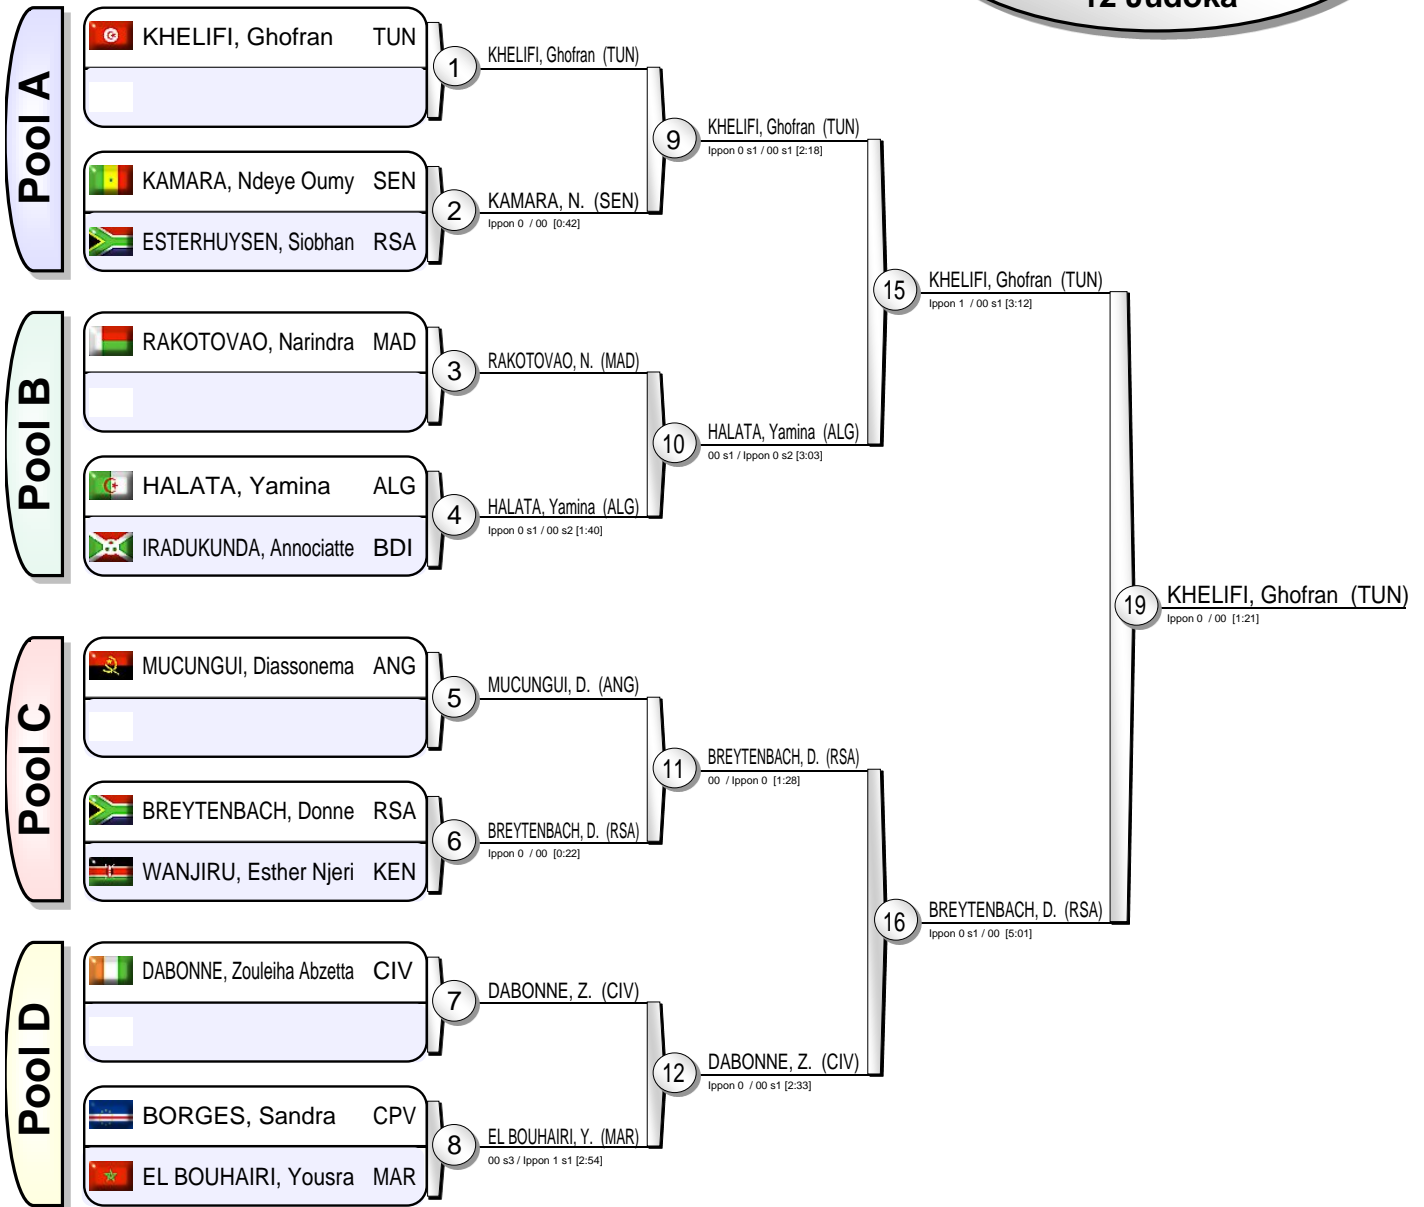 12 Judoka
Pool A
KHELIFI, Ghofran TUN
KAMARA, Ndeye Oumy SEN
ESTERHUYSEN, Siobhan RSA
Pool B
RAKOTOVAO, Narindra MAD
HALATA, Yamina ALG
IRADUKUNDA, Annociatte BDI
Pool C
MUCUNGUI, Diassonema ANG
BREYTENBACH, Donne RSA
WANJIRU, Esther Njeri KEN
Pool D
DABONNE, Zouleiha Abzetta CIV
BORGES, Sandra CPV
EL BOUHAIRI, Yousra MAR
1 KHELIFI, Ghofran (TUN)
2 KAMARA, N. (SEN)
Ippon 0 / 00 [0:42]
3 RAKOTOVAO, N. (MAD)
4 HALATA, Yamina (ALG)
Ippon 0 s1 / 00 s2 [1:40]
5 MUCUNGUI, D. (ANG)
6 BREYTENBACH, D. (RSA)
Ippon 0 / 00 [0:22]
7 DABONNE, Z. (CIV)
8 EL BOUHAIRI, Y. (MAR)
00 s3 / Ippon 1 s1 [2:54]
9 KHELIFI, Ghofran (TUN)
Ippon 0 s1 / 00 s1 [2:18]
10 HALATA, Yamina (ALG)
00 s1 / Ippon 0 s2 [3:03]
11 BREYTENBACH, D. (RSA)
00 / Ippon 0 [1:28]
12 DABONNE, Z. (CIV)
Ippon 0 / 00 s1 [2:33]
15 KHELIFI, Ghofran (TUN)
Ippon 1 / 00 s1 [3:12]
16 BREYTENBACH, D. (RSA)
Ippon 0 s1 / 00 [5:01]
19 KHELIFI, Ghofran (TUN)
Ippon 0 / 00 [1:21]